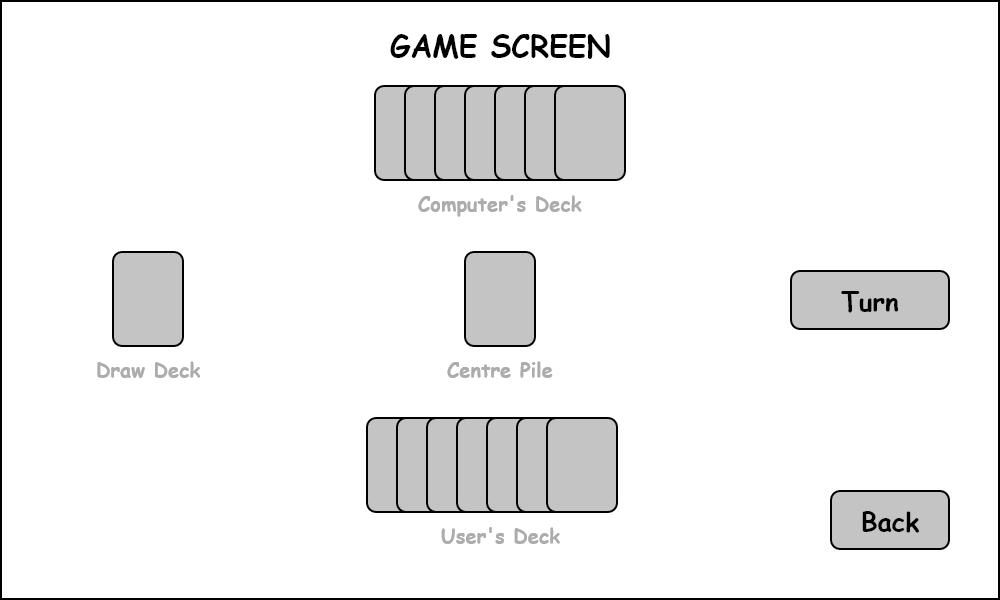 GAME SCREEN
Computer's Deck
Draw Deck
Centre Pile
Turn
User's Deck
Back